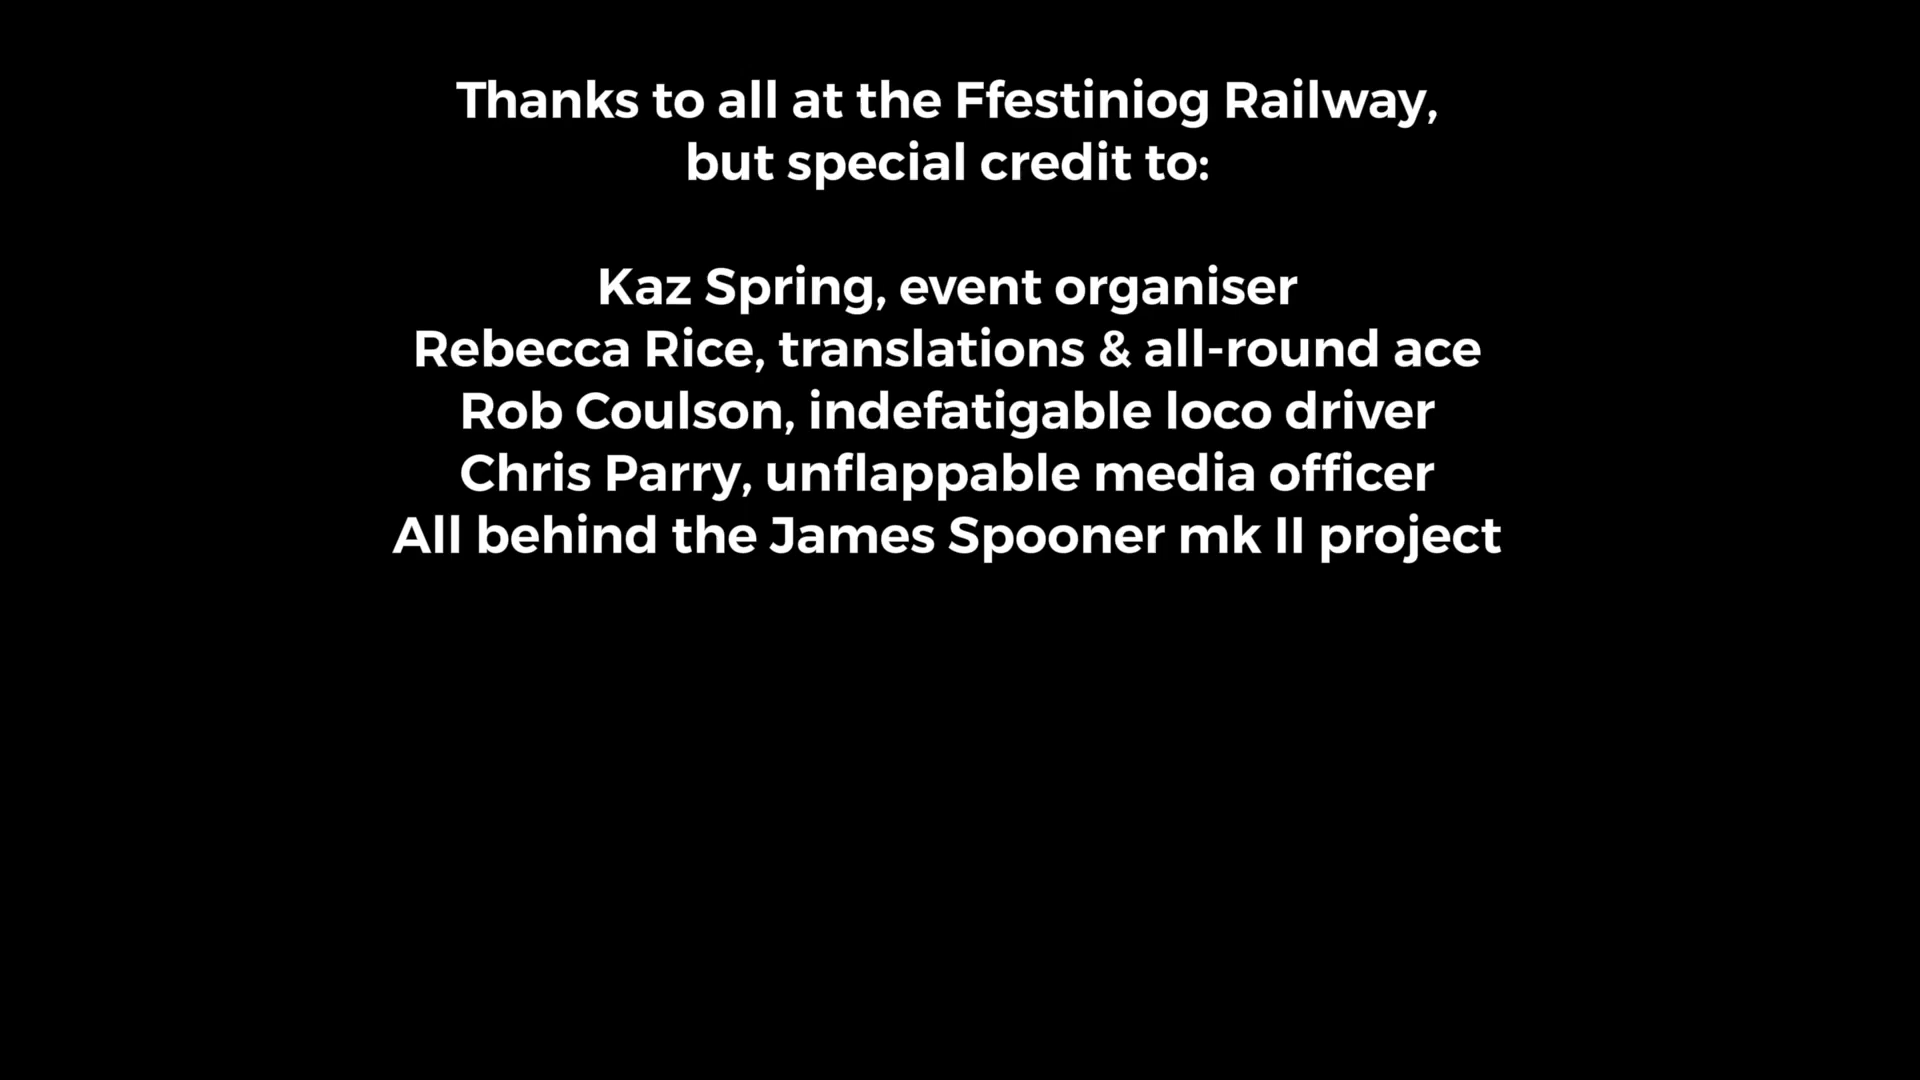 Thanks to all at the Ffestiniog Railway,
but special credit to:
Kaz Spring, event organiser
Rebecca Rice, translations & all-round ace
Rob Coulson, indefatigable loco driver
Chris Parry, unflappable media officer
All behind the James Spooner mk II project